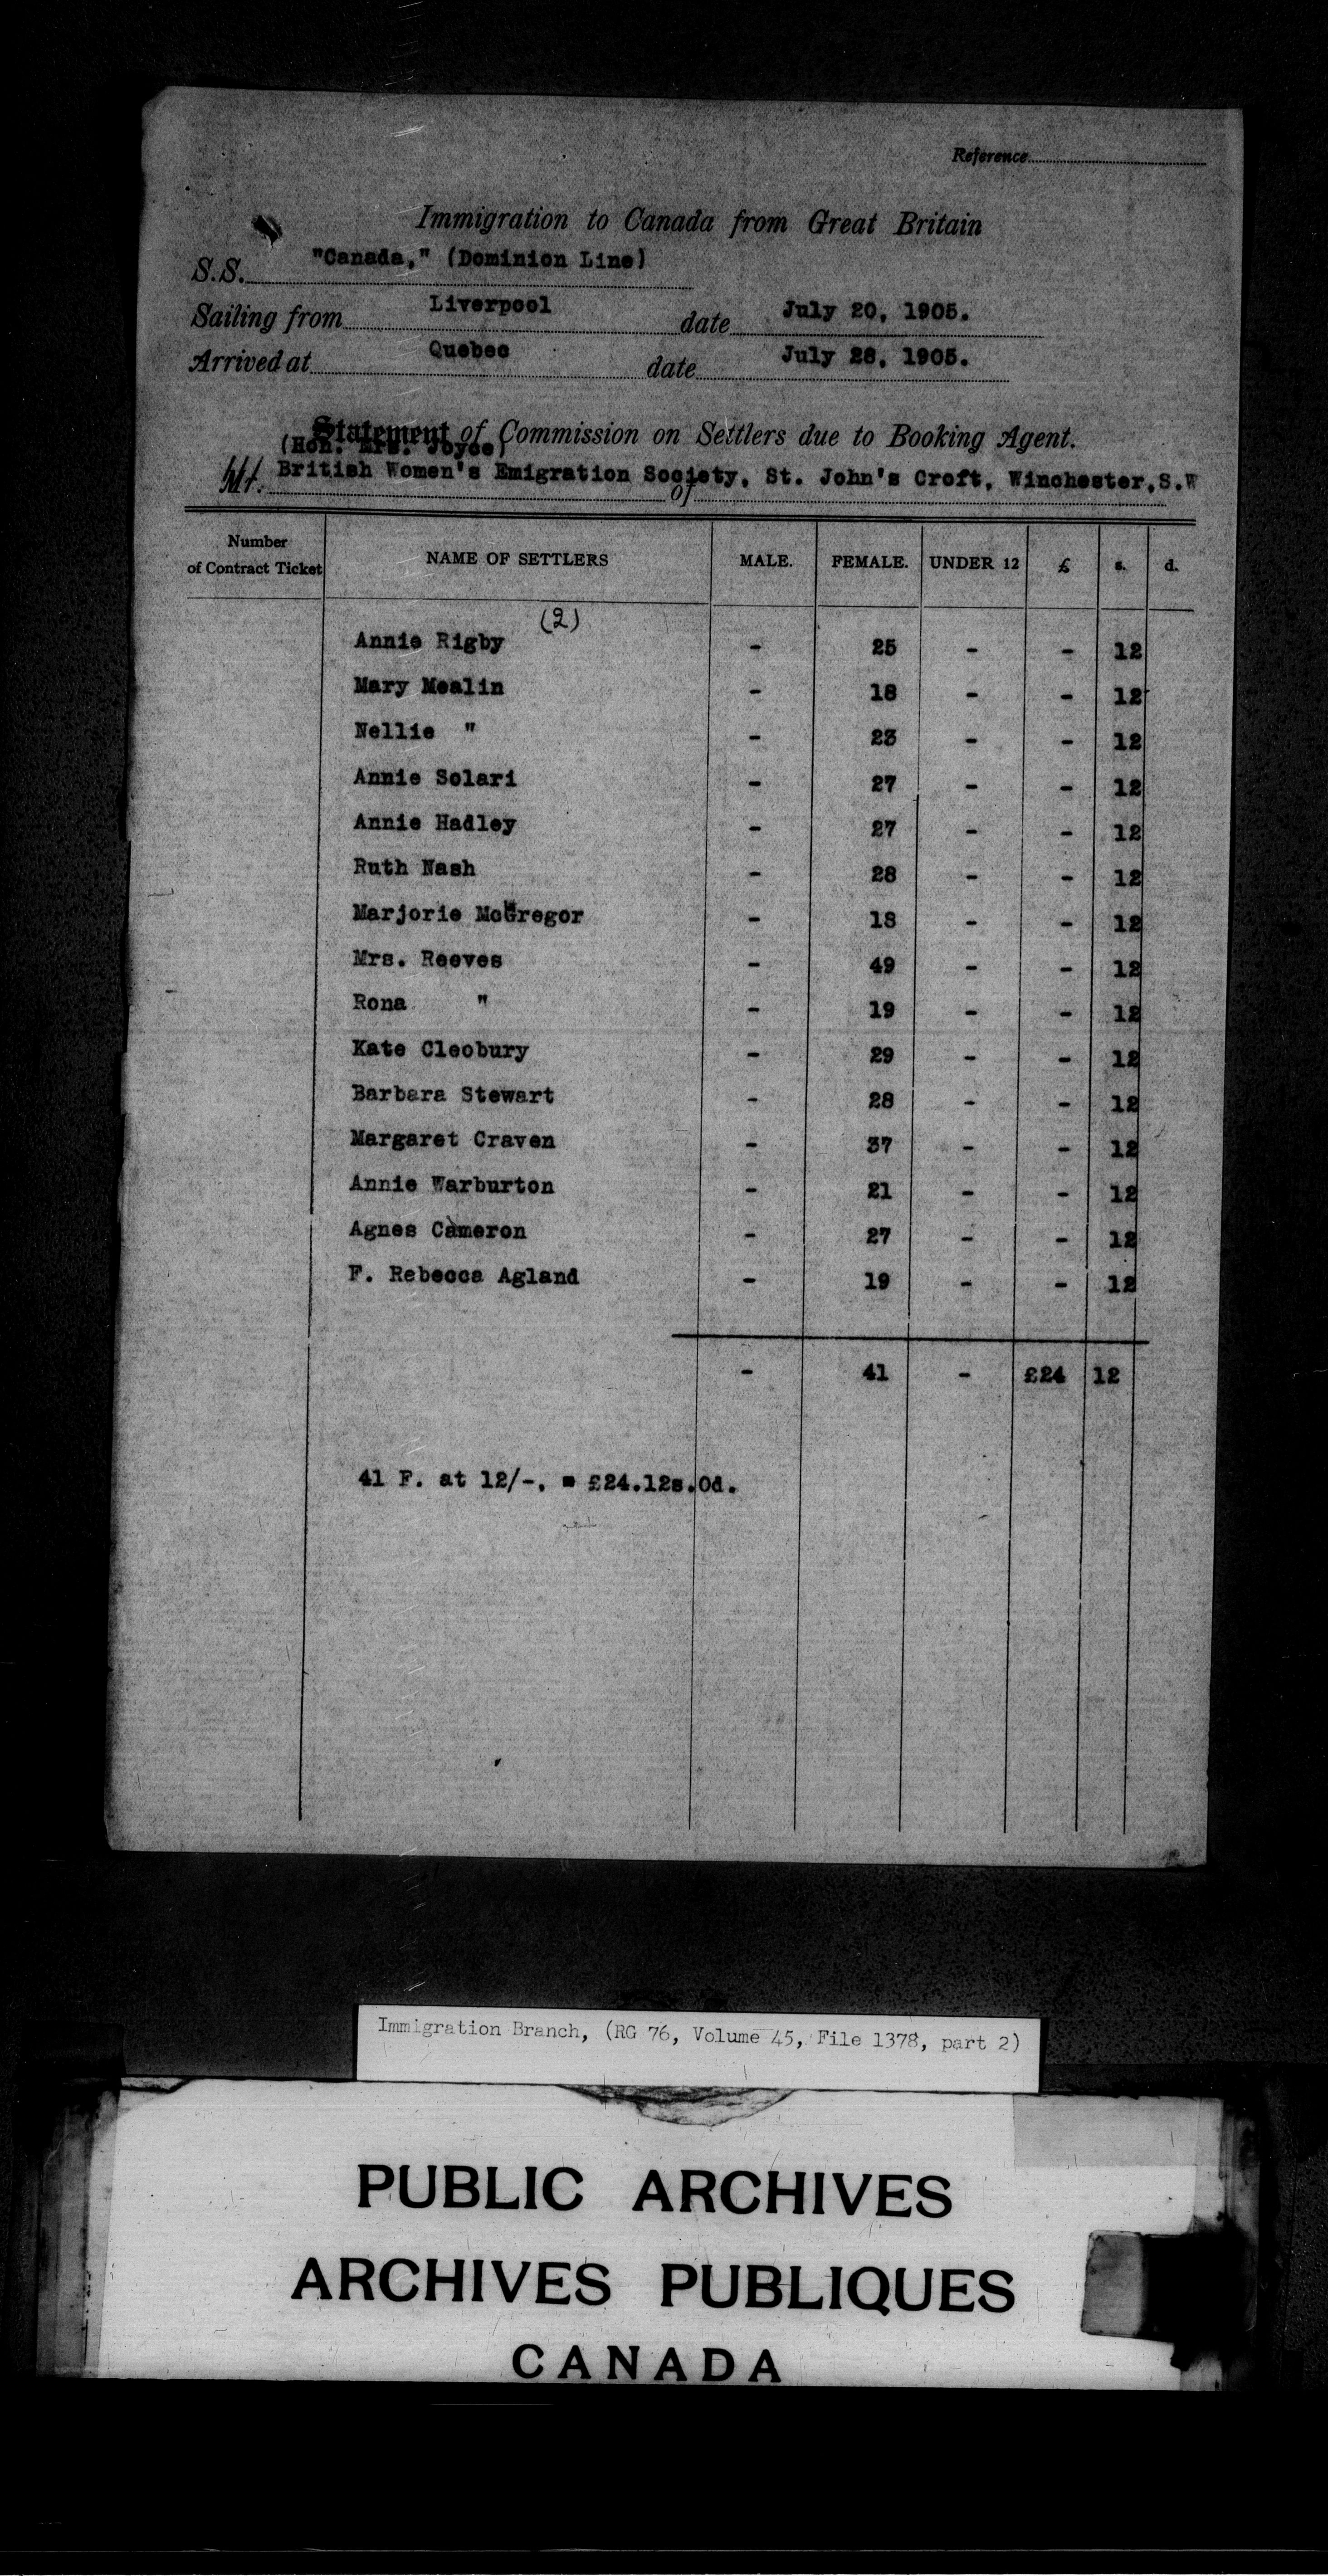 Reference
Immigration to Canada from Great Britain
S.S. "Canada," (Dominion Line)
Sailing from Liverpool date July 20, 1905.
Arrived at Quebec date July 28, 1905.
Statement of Commission on Settlers due to Booking Agent.
(Hon. Mrs. Joyce)
British Women's Emigration Society, St. John's Croft, Winchester, S.W
of
Number of Contract Ticket NAME OF SETTLERS MALE. FEMALE. UNDER 12 £ s. d.
(2)
Annie Rigby - 25 - - 12
Mary Mealin - 18 - - 12
Nellie " - 23 - - 12
Annie Solari - 27 - - 12
Annie Hadley - 27 - - 12
Ruth Nash - 28 - - 12
Marjorie McGregor - 18 - - 12
Mrs. Reeves - 49 - - 12
Rona " - 19 - - 12
Kate Cleobury - 29 - - 12
Barbara Stewart - 28 - - 12
Margaret Craven - 37 - - 12
Annie Warburton - 21 - - 12
Agnes Cameron - 27 - - 12
F. Rebecca Agland - 19 - - 12
- 41 - £24 12
41 F. at 12/-. = £24.12s.0d.
Immigration Branch, (RG 76, Volume 45, File 1378, part 2)
PUBLIC ARCHIVES
ARCHIVES PUBLIQUES
CANADA